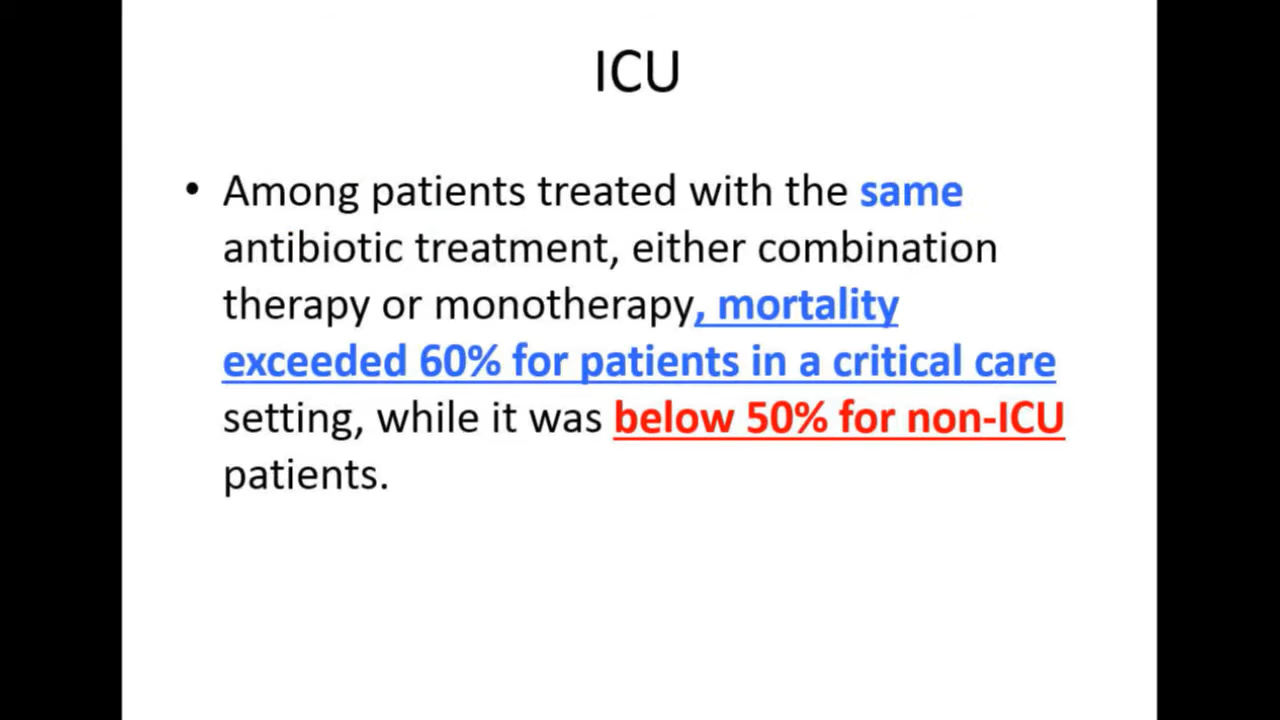 ICU
• Among patients treated with the same
antibiotic treatment, either combination
therapy or monotherapy, mortality
exceeded 60% for patients in a critical care
setting, while it was below 50% for non-ICU
patients.